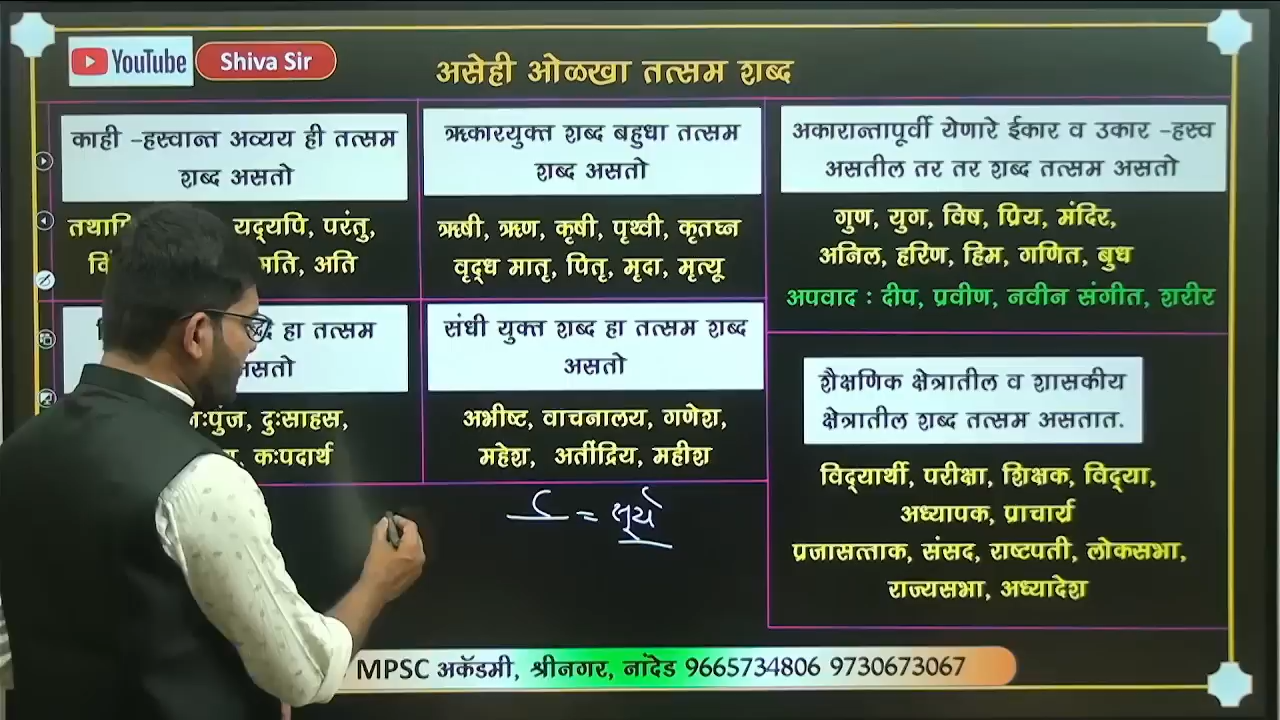 YouTube
Shiva Sir
असेही ओळखा तत्सम शब्द
काही -हस्वान्त अव्यय ही तत्सम
शब्द असतो
यद्यपि, परंतु,
अति
ऋकारयुक्त शब्द बहुधा तत्सम
शब्द असतो
ऋषी, ऋण, कृषी, पृथ्वी, कृतघ्न
वृद्ध मातृ, पितृ, मृदा, मृत्यू
अकारान्तापूर्वी येणारे ईकार व उकार -हस्व
असतील तर तर शब्द तत्सम असतो
गुण, युग, विष, प्रिय, मंदिर,
अनिल, हरिण, हिम, गणित, बुध
अपवाद : दीप, प्रवीण, नवीन संगीत, शरीर
हा तत्सम
दुःसाहस,
कःपदार्थ
संधी युक्त शब्द हा तत्सम शब्द
असतो
अभीष्ट, वाचनालय, गणेश,
महेश, अतींद्रिय, महीश
= सूर्य
शैक्षणिक क्षेत्रातील व शासकीय
क्षेत्रातील शब्द तत्सम असतात.
विद्यार्थी, परीक्षा, शिक्षक, विद्या,
अध्यापक, प्राचार्य
प्रजासत्ताक, संसद, राष्टपती, लोकसभा,
राज्यसभा, अध्यादेश
MPSC अकॅडमी, श्रीनगर, नांदेड 9665734806 9730673067